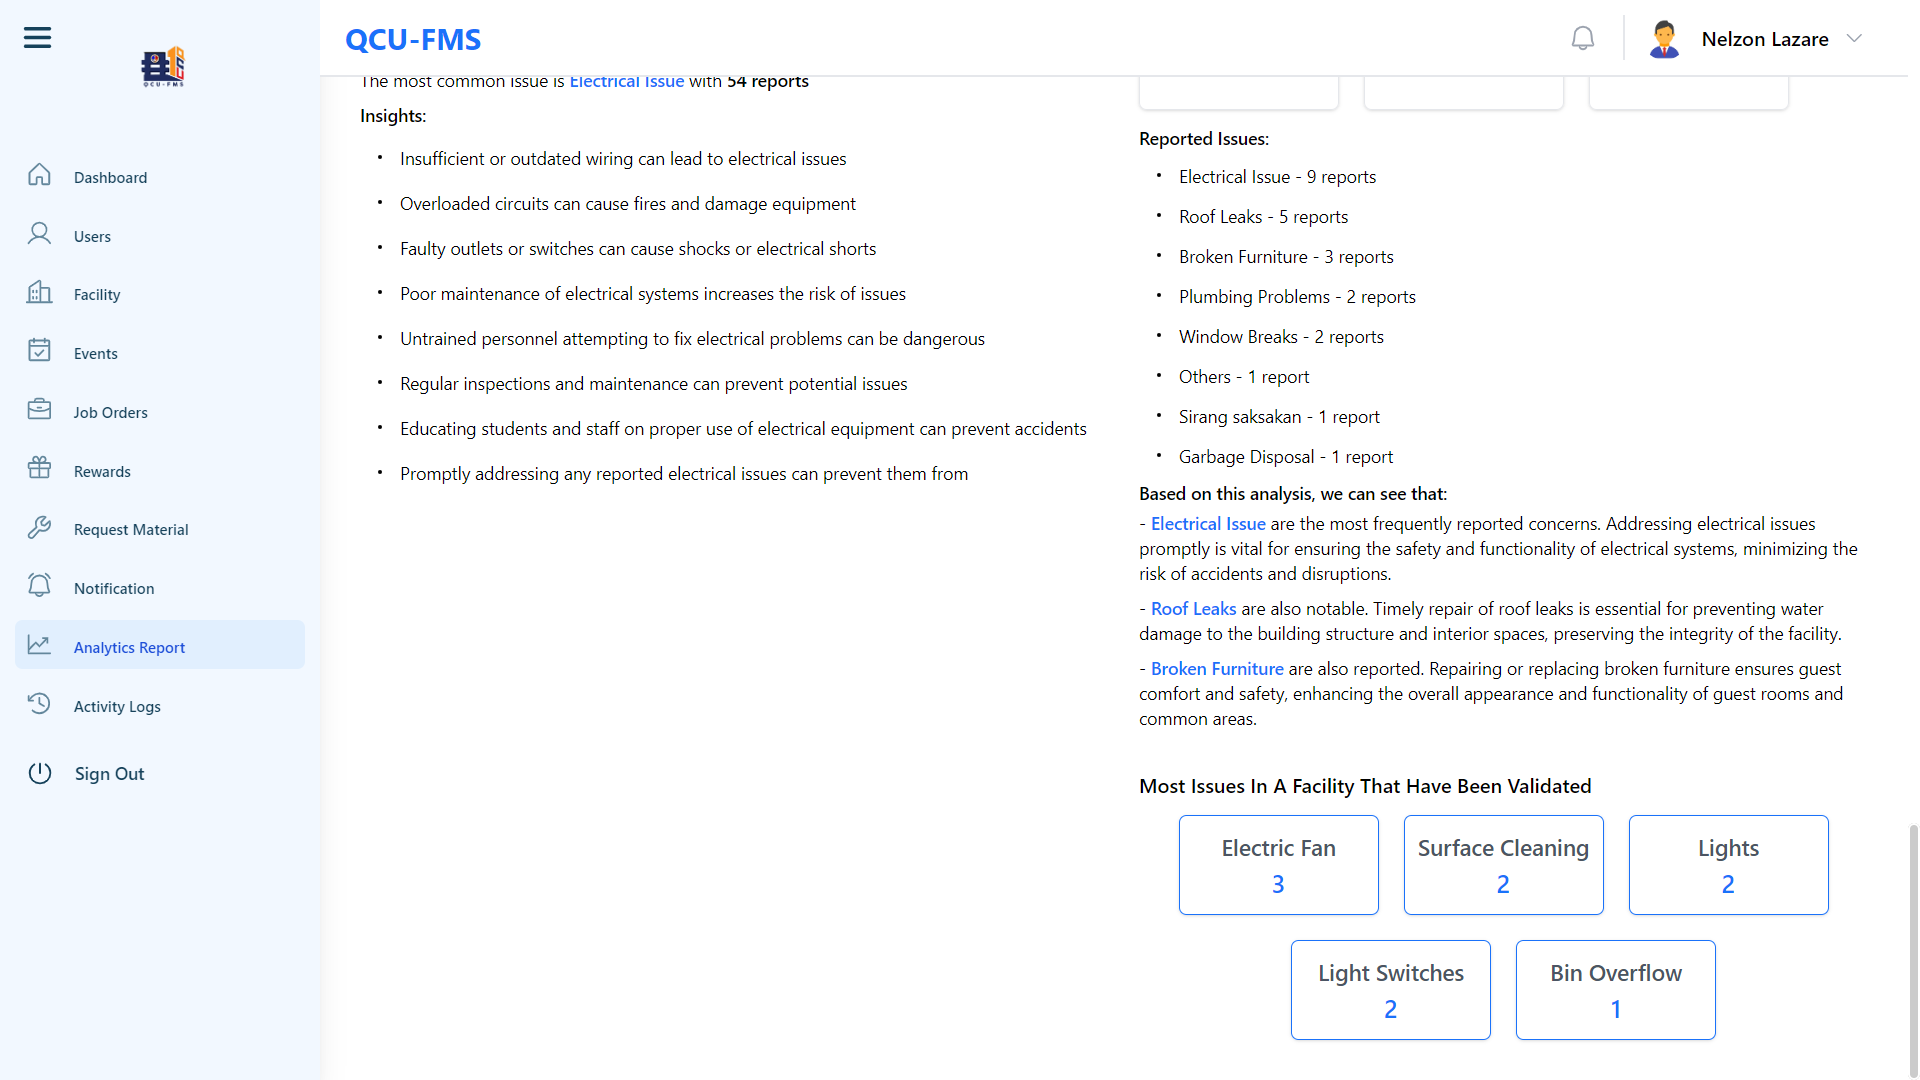 QCU-FMS
Dashboard
Users
Facility
Events
Job Orders
Rewards
Request Material
Notification
Analytics Report
Activity Logs
Sign Out
QCU-FMS
Nelzon Lazare
The most common issue is Electrical Issue with 54 reports
Insights:
• Insufficient or outdated wiring can lead to electrical issues
• Overloaded circuits can cause fires and damage equipment
• Faulty outlets or switches can cause shocks or electrical shorts
• Poor maintenance of electrical systems increases the risk of issues
• Untrained personnel attempting to fix electrical problems can be dangerous
• Regular inspections and maintenance can prevent potential issues
• Educating students and staff on proper use of electrical equipment can prevent accidents
• Promptly addressing any reported electrical issues can prevent them from
Reported Issues:
• Electrical Issue - 9 reports
• Roof Leaks - 5 reports
• Broken Furniture - 3 reports
• Plumbing Problems - 2 reports
• Window Breaks - 2 reports
• Others - 1 report
• Sirang saksakan - 1 report
• Garbage Disposal - 1 report
Based on this analysis, we can see that:
- Electrical Issue are the most frequently reported concerns. Addressing electrical issues
promptly is vital for ensuring the safety and functionality of electrical systems, minimizing the
risk of accidents and disruptions.
- Roof Leaks are also notable. Timely repair of roof leaks is essential for preventing water
damage to the building structure and interior spaces, preserving the integrity of the facility.
- Broken Furniture are also reported. Repairing or replacing broken furniture ensures guest
comfort and safety, enhancing the overall appearance and functionality of guest rooms and
common areas.
Most Issues In A Facility That Have Been Validated
Electric Fan
3
Surface Cleaning
2
Lights
2
Light Switches
2
Bin Overflow
1